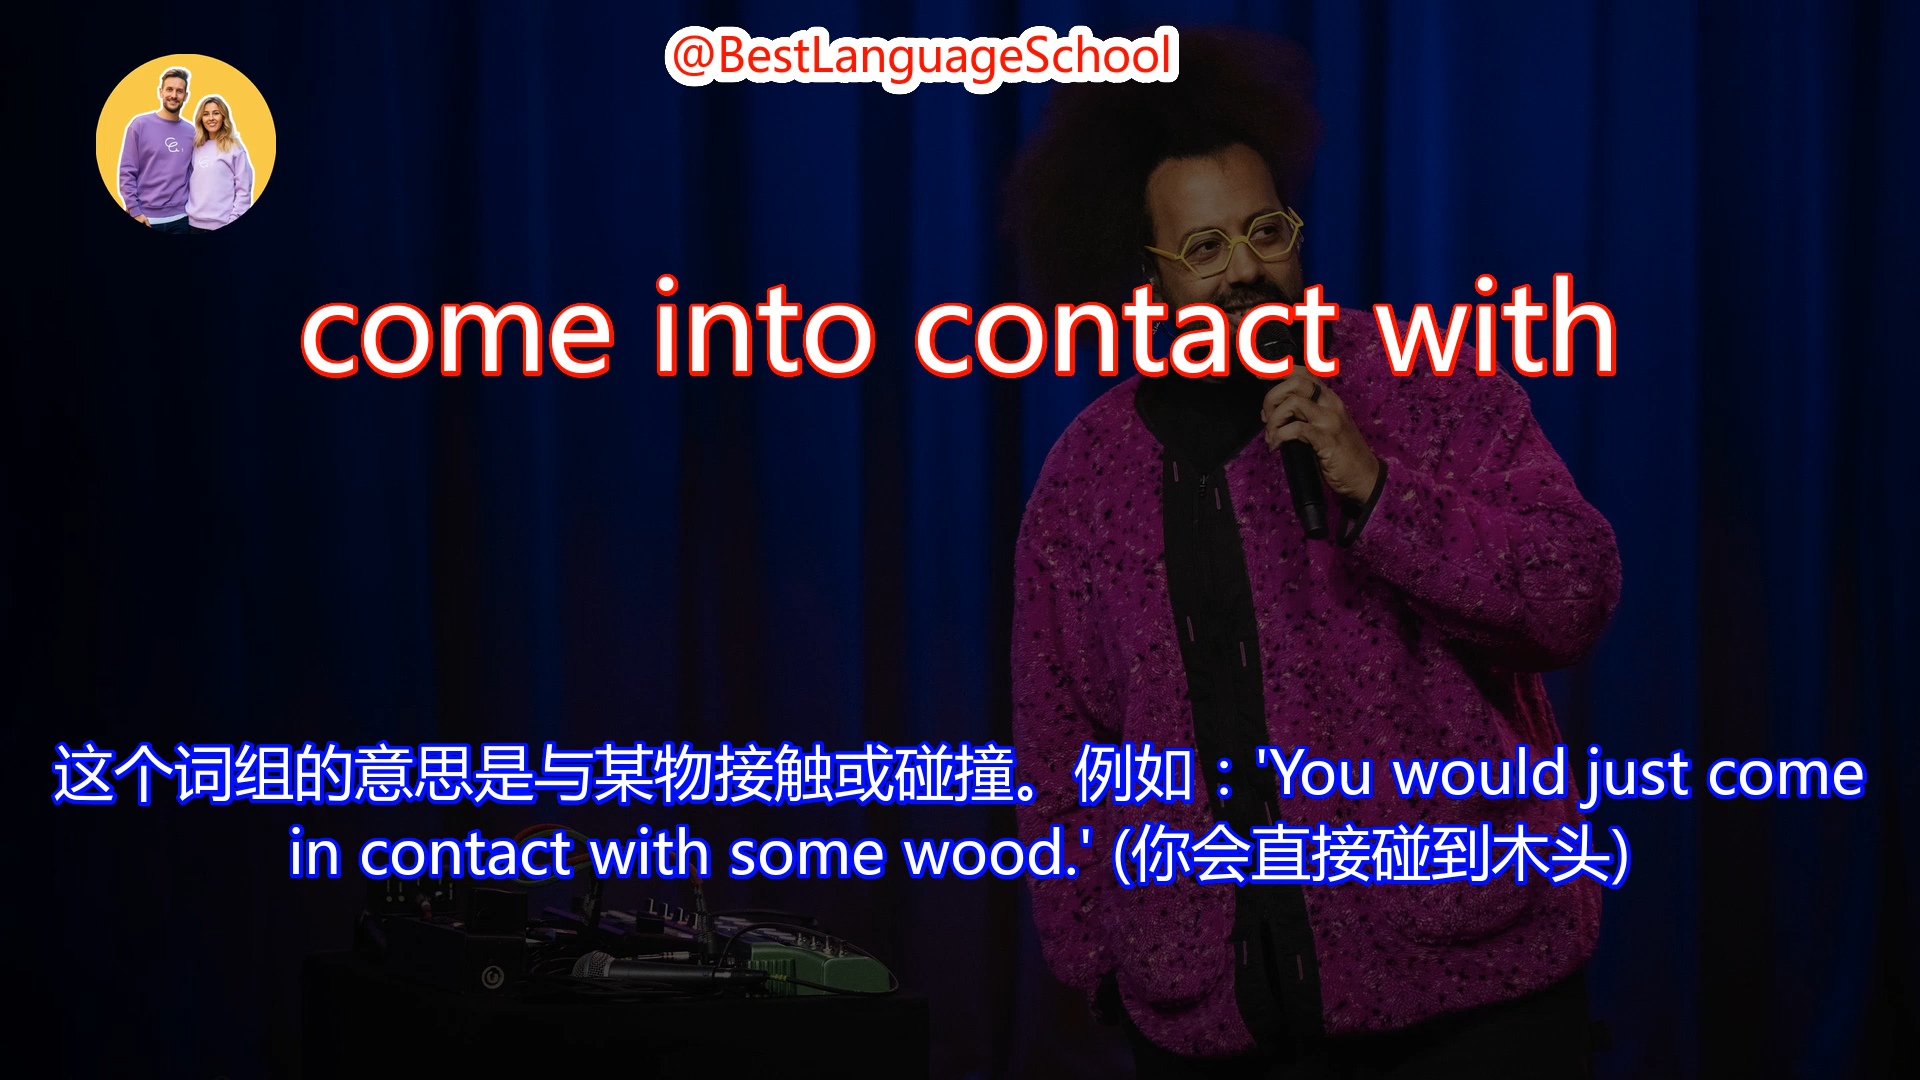 @BestLanguageSchool
come into contact with
这个词组的意思是与某物接触或碰撞。例如：'You would just come
in contact with some wood.' (你会直接碰到木头)